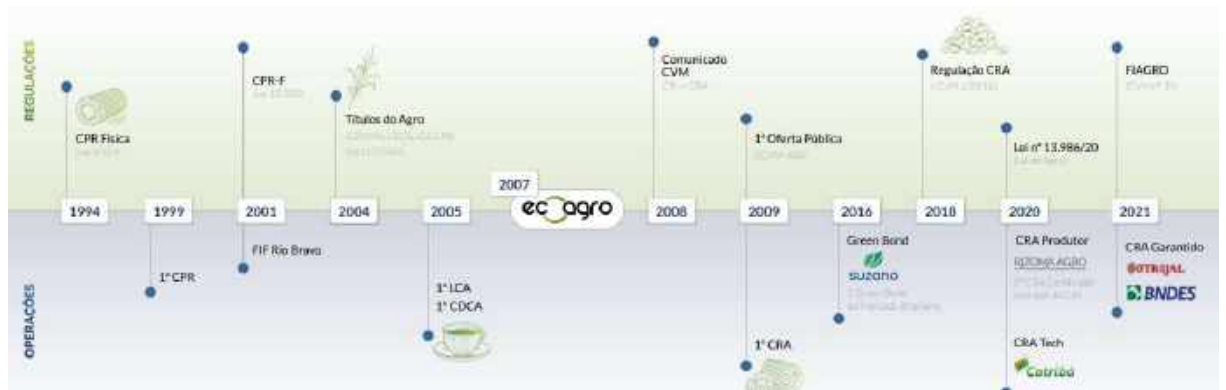 REGULAÇÕES
CPR Física
CPR-F
Títulos do Agro
Comunicado
CVM
1ª Oferta Pública
Regulação CRA
Lei nº 13.986/20
FIAGRO
1994
1999
2001
2004
2005
2007
ecoagro
2008
2009
2016
2018
2020
2021
OPERAÇÕES
1ª CPR
FIF Rio Bravo
1ª LCA
1º CDCA
1º CRA
Green Bond
suzano
CRA Produtor
RIZOMA AGRO
CRA Tech
CRA Garantido
COTRIJAL
BNDES